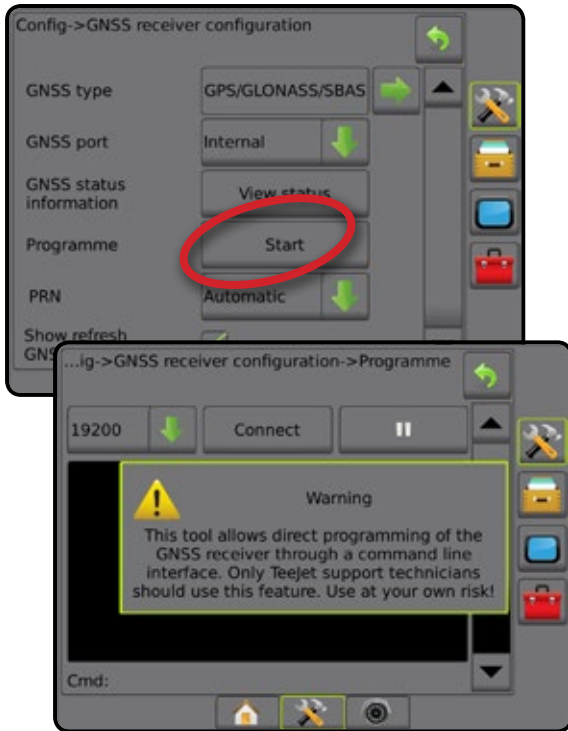 Config->GNSS receiver configuration
GNSS type
GPS/GLONASS/SBAS
GNSS port
Internal
GNSS status
information
View status
Programme
Start
PRN
Automatic
Show refresh
...ig->GNSS receiver configuration->Programme
19200
Connect
Warning
This tool allows direct programming of the
GNSS receiver through a command line
interface. Only TeeJet support technicians
should use this feature. Use at your own risk!
Cmd: